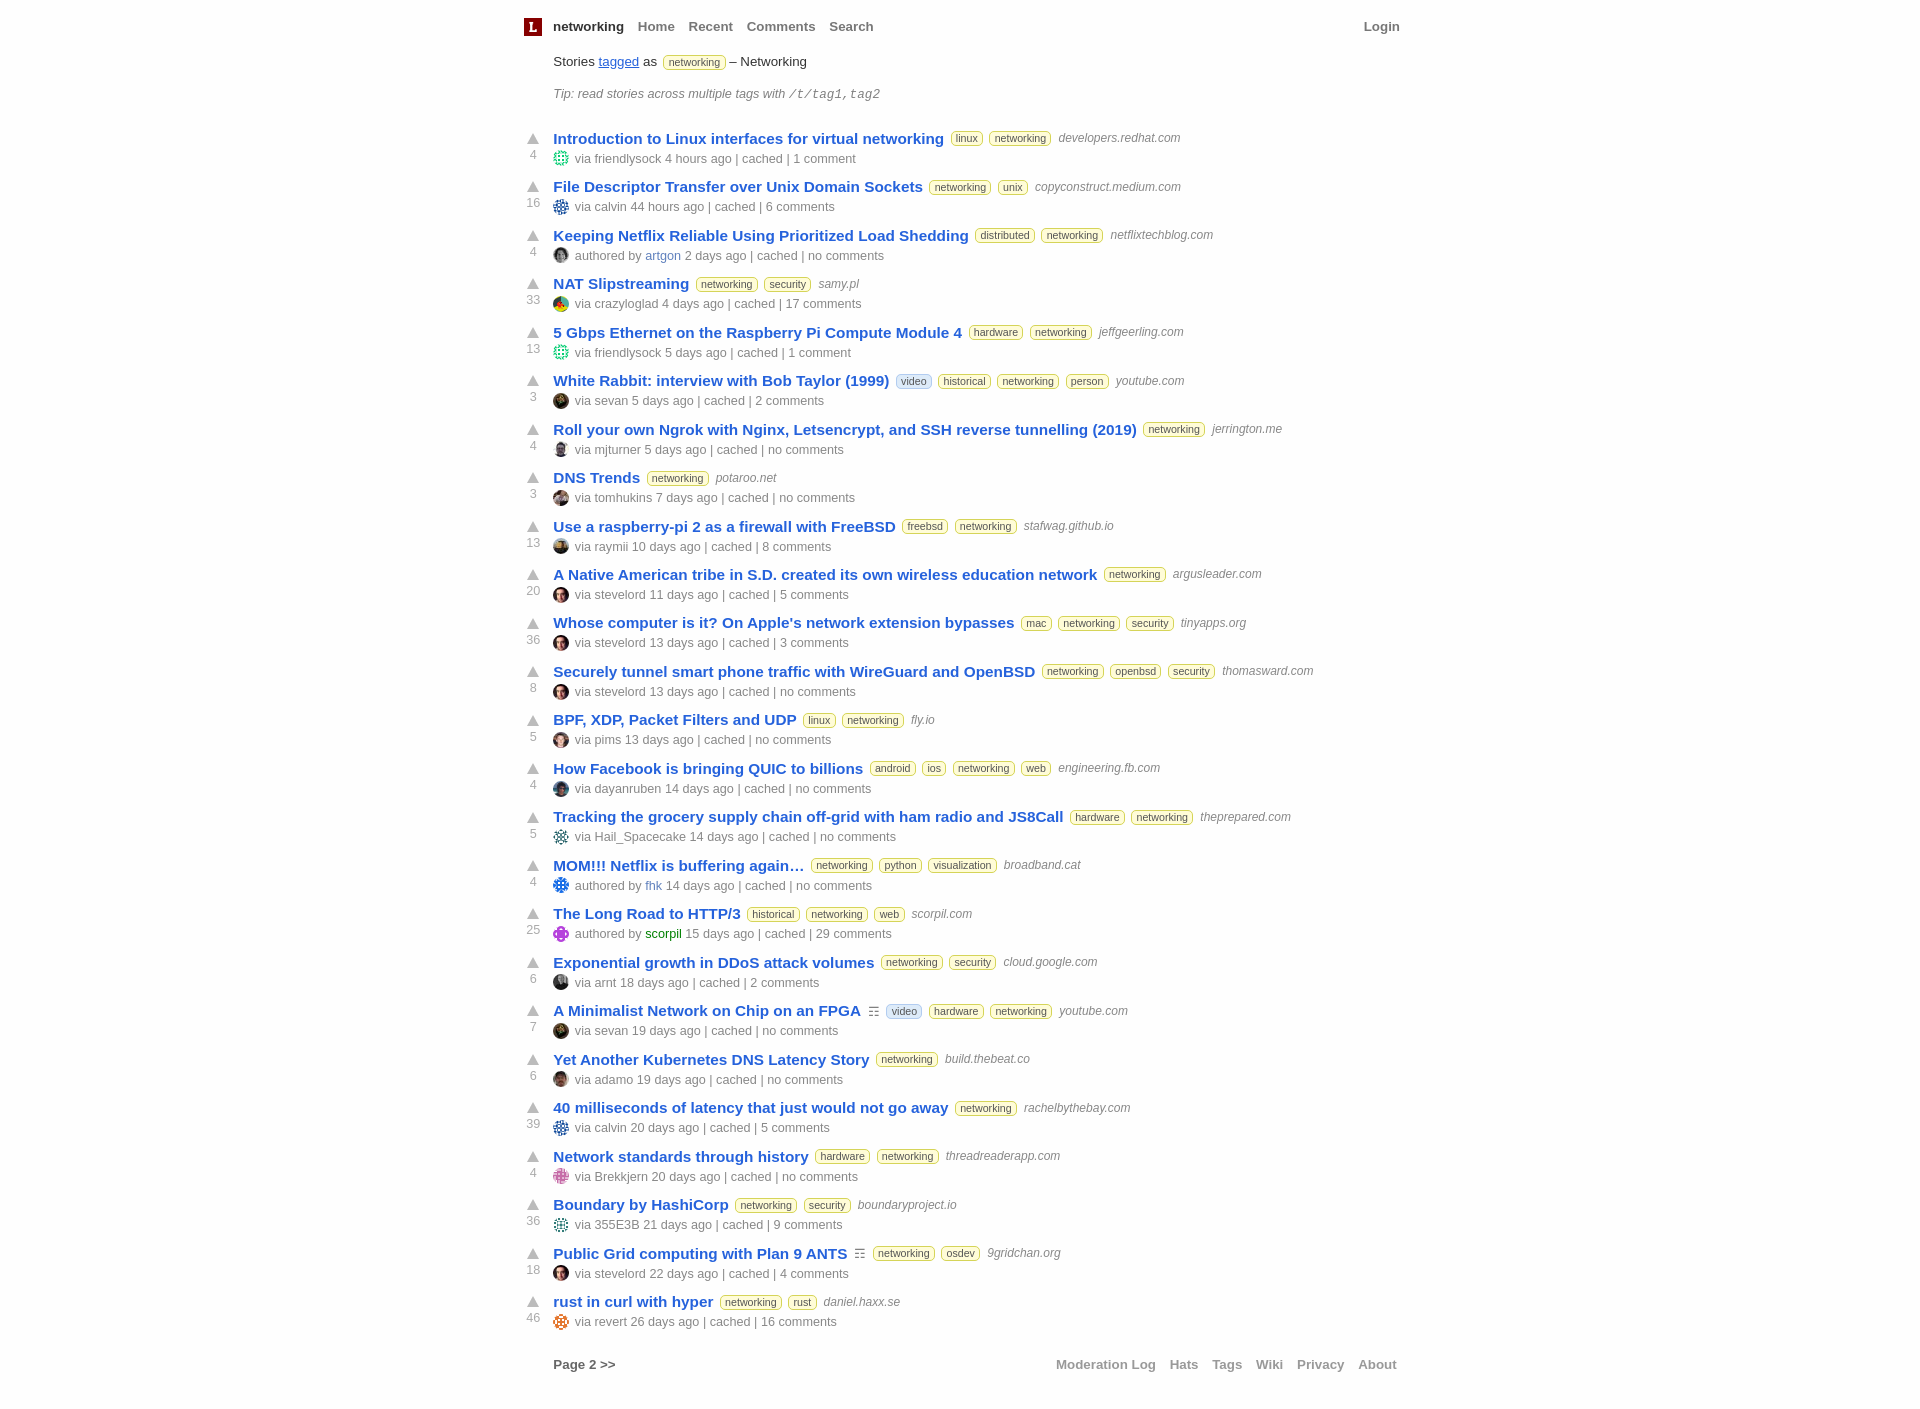 L networking Home Recent Comments Search Login
Stories tagged as networking – Networking
Tip: read stories across multiple tags with /t/tag1,tag2
Introduction to Linux interfaces for virtual networking linux networking developers.redhat.com
4 via friendlysock 4 hours ago | cached | 1 comment
File Descriptor Transfer over Unix Domain Sockets networking unix copyconstruct.medium.com
16 via calvin 44 hours ago | cached | 6 comments
Keeping Netflix Reliable Using Prioritized Load Shedding distributed networking netflixtechblog.com
4 authored by artgon 2 days ago | cached | no comments
NAT Slipstreaming networking security samy.pl
33 via crazyloglad 4 days ago | cached | 17 comments
5 Gbps Ethernet on the Raspberry Pi Compute Module 4 hardware networking jeffgeerling.com
13 via friendlysock 5 days ago | cached | 1 comment
White Rabbit: interview with Bob Taylor (1999) video historical networking person youtube.com
3 via sevan 5 days ago | cached | 2 comments
Roll your own Ngrok with Nginx, Letsencrypt, and SSH reverse tunnelling (2019) networking jerrington.me
4 via mjturner 5 days ago | cached | no comments
DNS Trends networking potaroo.net
3 via tomhukins 7 days ago | cached | no comments
Use a raspberry-pi 2 as a firewall with FreeBSD freebsd networking stafwag.github.io
13 via raymii 10 days ago | cached | 8 comments
A Native American tribe in S.D. created its own wireless education network networking argusleader.com
20 via stevelord 11 days ago | cached | 5 comments
Whose computer is it? On Apple's network extension bypasses mac networking security tinyapps.org
36 via stevelord 13 days ago | cached | 3 comments
Securely tunnel smart phone traffic with WireGuard and OpenBSD networking openbsd security thomasward.com
8 via stevelord 13 days ago | cached | no comments
BPF, XDP, Packet Filters and UDP linux networking fly.io
5 via pims 13 days ago | cached | no comments
How Facebook is bringing QUIC to billions android ios networking web engineering.fb.com
4 via dayanruben 14 days ago | cached | no comments
Tracking the grocery supply chain off-grid with ham radio and JS8Call hardware networking theprepared.com
5 via Hail_Spacecake 14 days ago | cached | no comments
MOM!!! Netflix is buffering again… networking python visualization broadband.cat
4 authored by fhk 14 days ago | cached | no comments
The Long Road to HTTP/3 historical networking web scorpil.com
25 authored by scorpil 15 days ago | cached | 29 comments
Exponential growth in DDoS attack volumes networking security cloud.google.com
6 via arnt 18 days ago | cached | 2 comments
A Minimalist Network on Chip on an FPGA ☶ video hardware networking youtube.com
7 via sevan 19 days ago | cached | no comments
Yet Another Kubernetes DNS Latency Story networking build.thebeat.co
6 via adamo 19 days ago | cached | no comments
40 milliseconds of latency that just would not go away networking rachelbythebay.com
39 via calvin 20 days ago | cached | 5 comments
Network standards through history hardware networking threadreaderapp.com
4 via Brekkjern 20 days ago | cached | no comments
Boundary by HashiCorp networking security boundaryproject.io
36 via 355E3B 21 days ago | cached | 9 comments
Public Grid computing with Plan 9 ANTS ☶ networking osdev 9gridchan.org
18 via stevelord 22 days ago | cached | 4 comments
rust in curl with hyper networking rust daniel.haxx.se
46 via revert 26 days ago | cached | 16 comments
Page 2 >> Moderation Log Hats Tags Wiki Privacy About